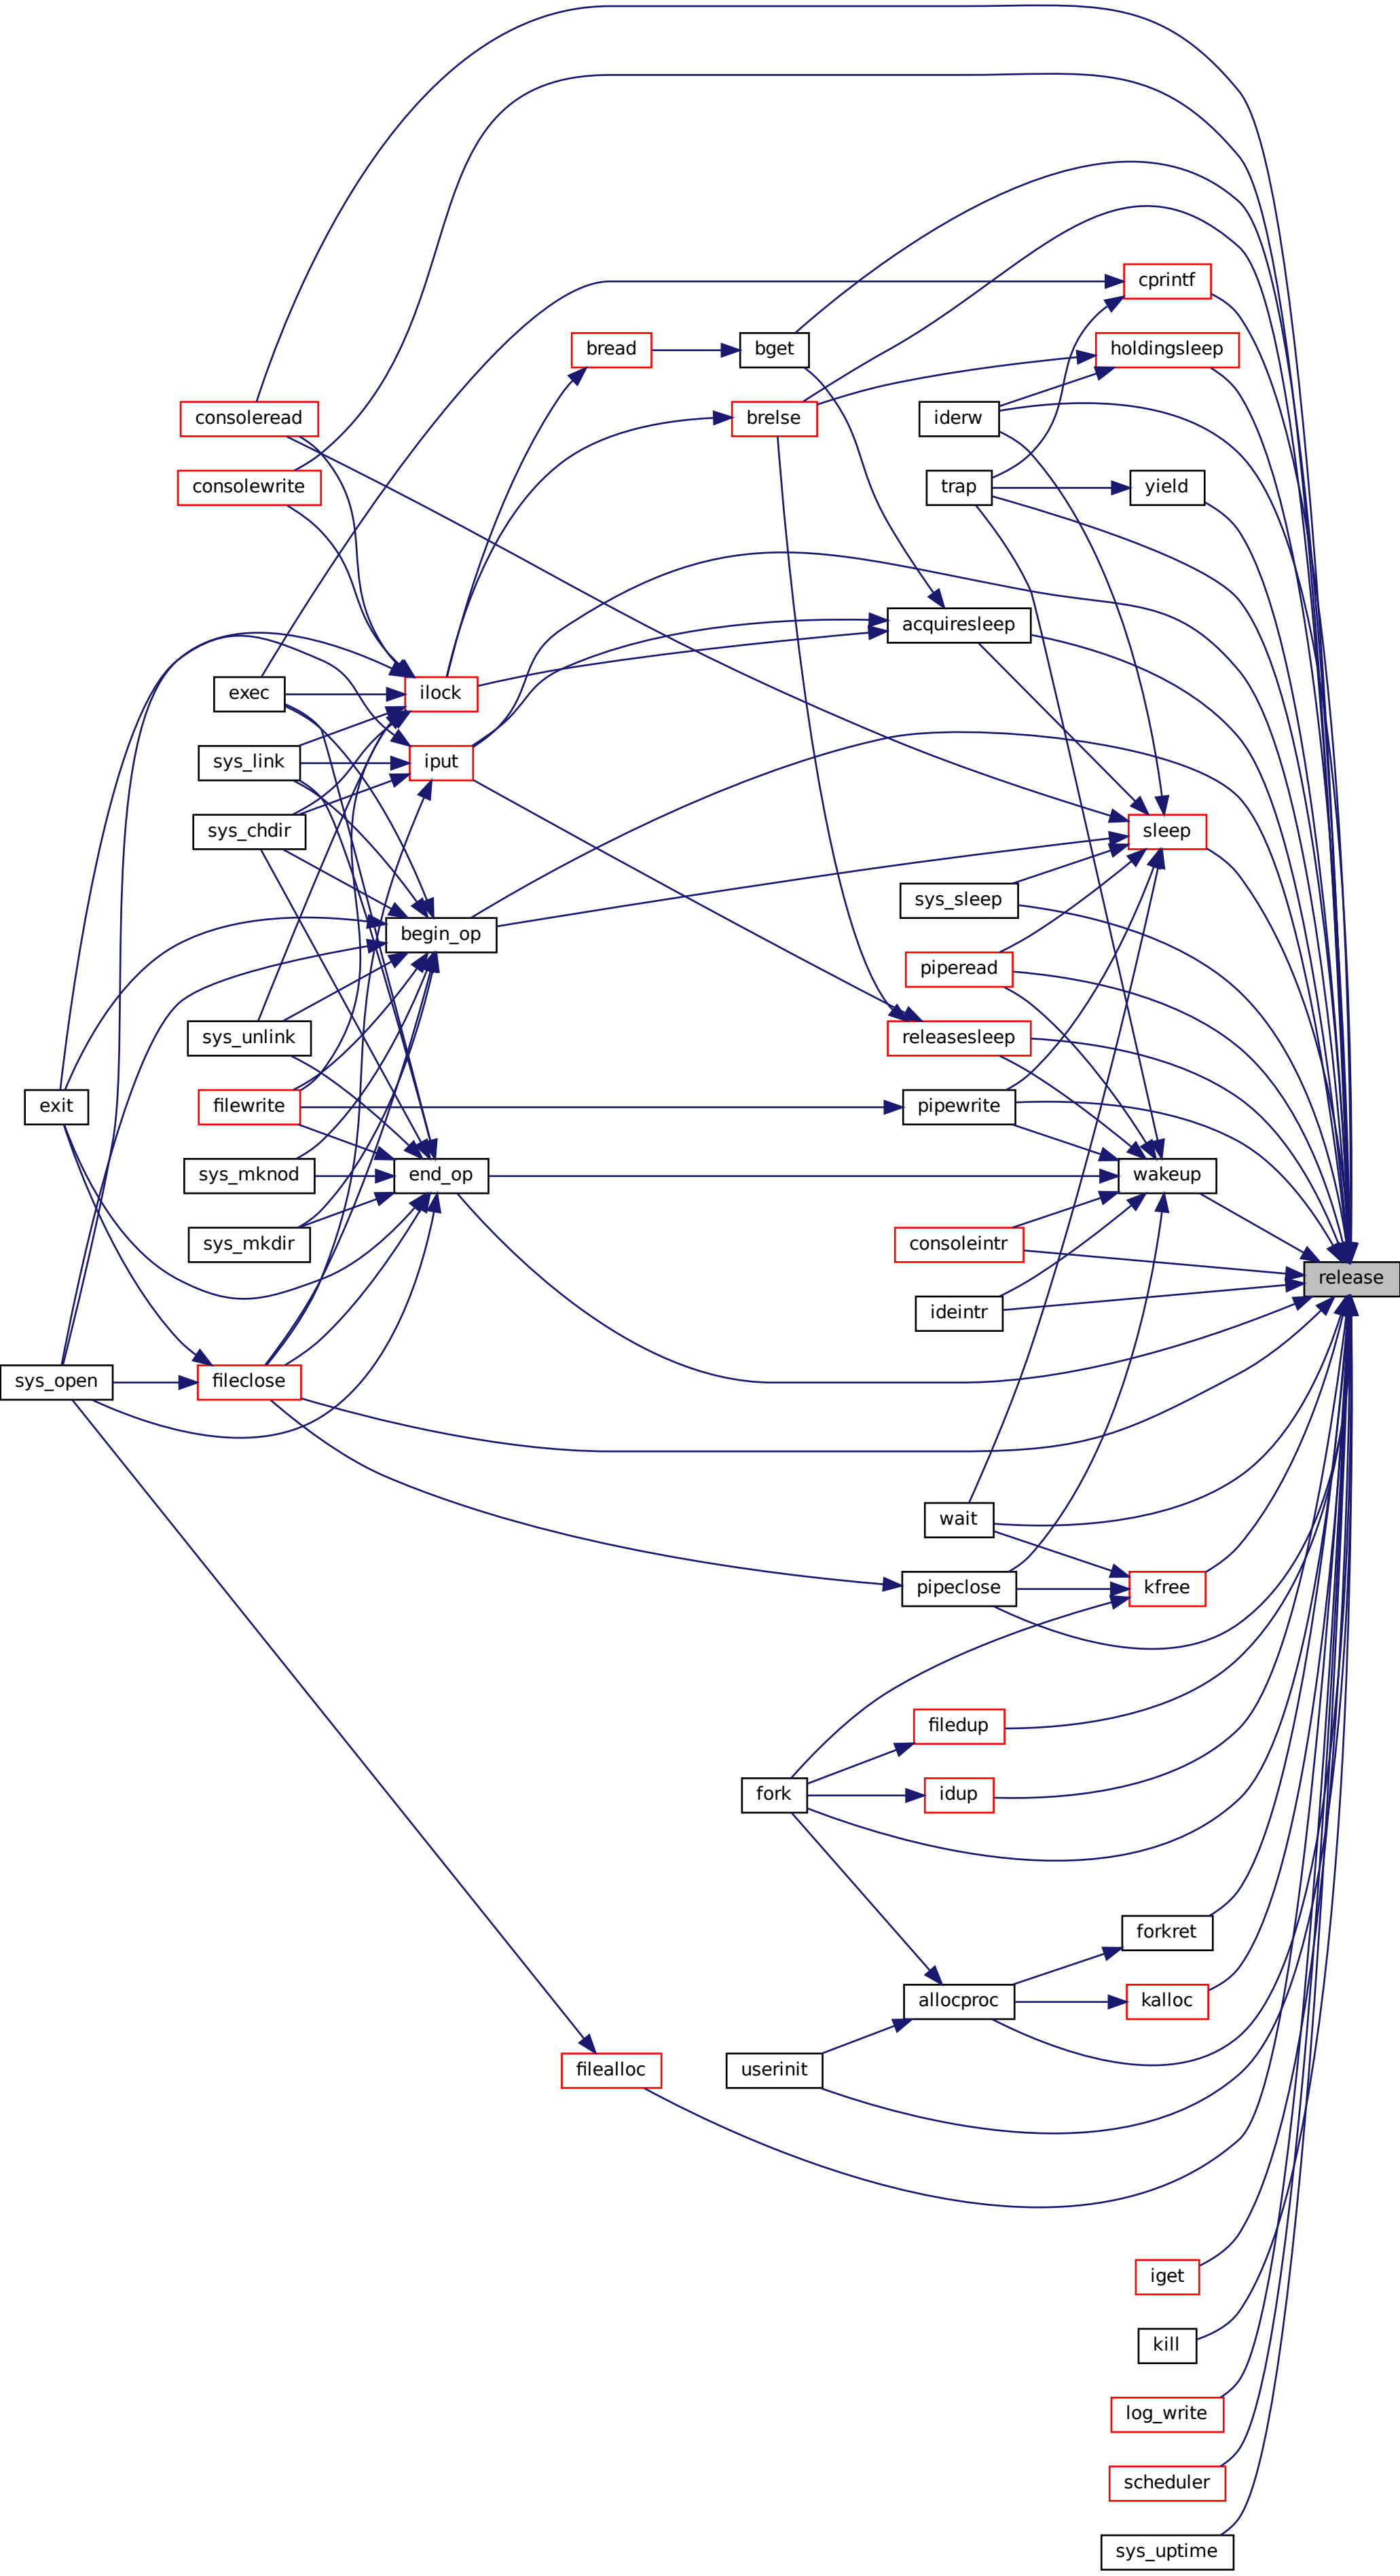 cprintf
bread
bget
holdingsleep
consoleread
brelse
iderw
consolewrite
trap
yield
acquiresleep
exec
ilock
sys_link
iput
sys_chdir
sleep
sys_sleep
begin_op
piperead
sys_unlink
releasesleep
exit
filewrite
pipewrite
sys_mknod
end_op
wakeup
sys_mkdir
consoleintr
release
ideintr
sys_open
fileclose
wait
pipeclose
kfree
filedup
fork
idup
forkret
allocproc
kalloc
filealloc
userinit
iget
kill
log_write
scheduler
sys_uptime